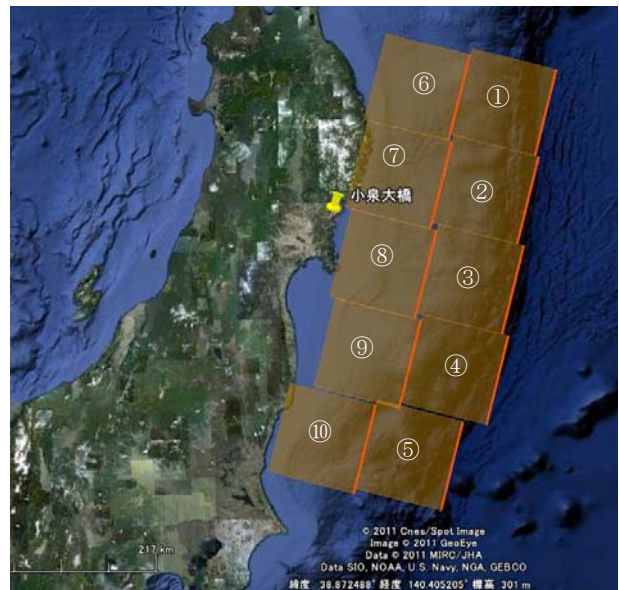 ⑥ ①
⑦ ②
小泉大橋
⑧ ③
⑨ ④
⑩ ⑤
217 km
© 2011 Cnes/Spot Image
Image © 2011 GeoEye
Data © 2011 MIRC/JHA
Data SIO, NOAA, U.S. Navy, NGA, GEBCO
緯度 38.872488° 経度 140.405205° 標高 301 m